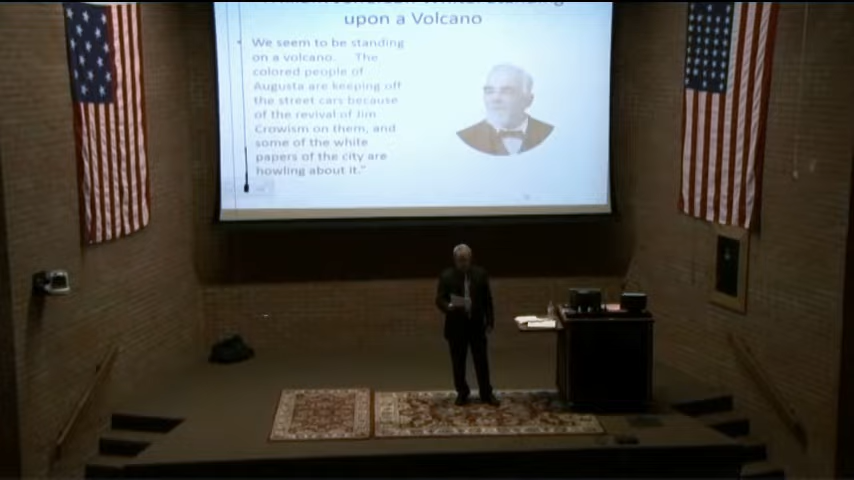 upon a Volcano
We seem to be standing
on a volcano. The
colored people of
Augusta are keeping off
the street cars because
of the revival of Jim
Crowism on them, and
some of the white
papers of the city are
howling about it."